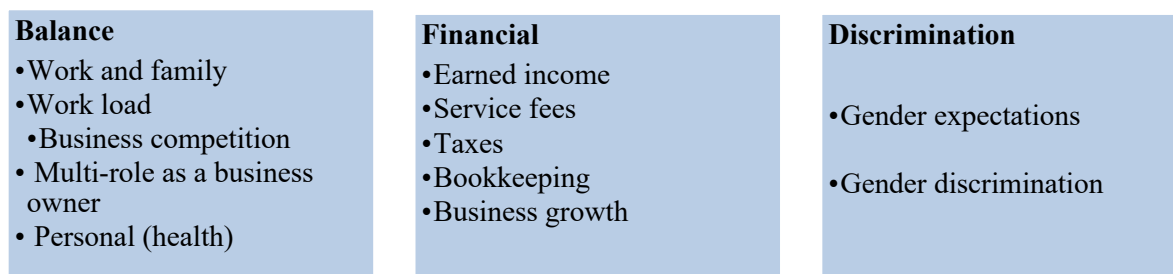 Balance
•Work and family
•Work load
•Business competition
• Multi-role as a business
owner
• Personal (health)
Financial
•Earned income
•Service fees
•Taxes
•Bookkeeping
•Business growth
Discrimination
•Gender expectations
•Gender discrimination